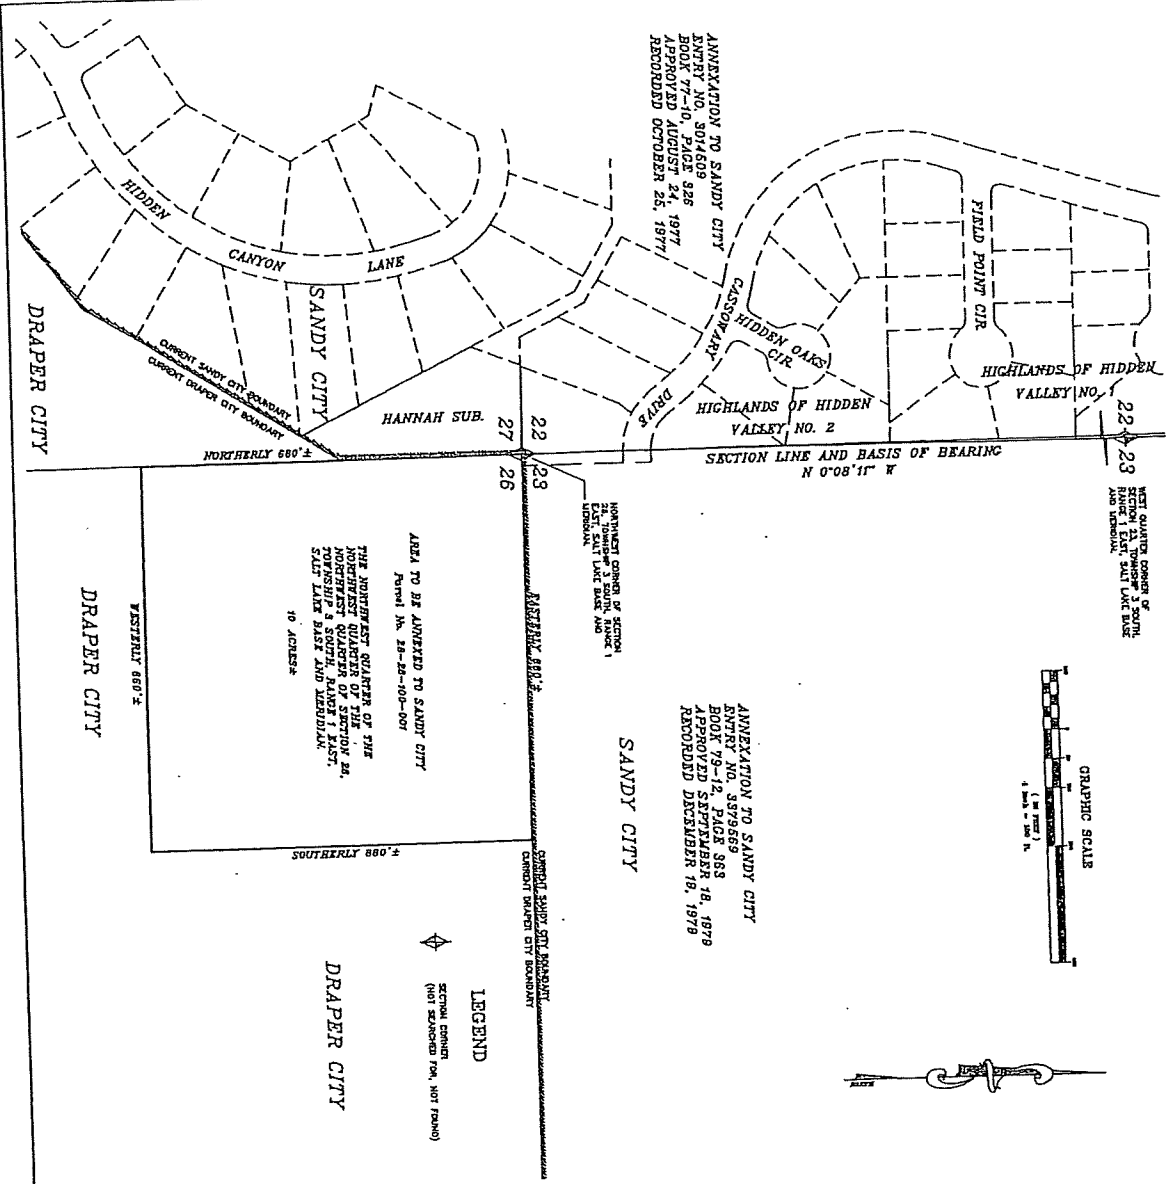 ANNEXATION TO SANDY CITY
ENTRY NO. 3014509
BOOK 77-10, PAGE 326
APPROVED AUGUST 24, 1977
RECORDED OCTOBER 25, 1977
FIELD POINT CIR.
HIDDEN
CANYON
LANE
CASSOWARY
DRIVE
HIDDEN OAKS
CIR.
HIGHLANDS OF HIDDEN
VALLEY NO. 1
HIGHLANDS OF HIDDEN
VALLEY NO. 2
SANDY CITY
HANNAH SUB.
DRAPER CITY
CURRENT SANDY CITY BOUNDARY
CURRENT DRAPER CITY BOUNDARY
NORTHERLY 660'±
22
27
23
26
22
23
SECTION LINE AND BASIS OF BEARING
N 0°08'11" W
WEST QUARTER CORNER OF
SECTION 23, TOWNSHIP 3 SOUTH,
RANGE 1 EAST, SALT LAKE BASE
AND MERIDIAN.
NORTHWEST CORNER OF SECTION
26, TOWNSHIP 3 SOUTH, RANGE 1
EAST, SALT LAKE BASE AND
MERIDIAN.
AREA TO BE ANNEXED TO SANDY CITY
Parcel No. 28-26-100-001
THE NORTHWEST QUARTER OF THE
NORTHWEST QUARTER OF THE
NORTHWEST QUARTER OF SECTION 26,
TOWNSHIP 3 SOUTH, RANGE 1 EAST,
SALT LAKE BASE AND MERIDIAN.
10 ACRES±
EASTERLY 660'±
WESTERLY 660'±
SOUTHERLY 660'±
DRAPER CITY
SANDY CITY
ANNEXATION TO SANDY CITY
ENTRY NO. 3379569
BOOK 79-12, PAGE 363
APPROVED SEPTEMBER 18, 1979
RECORDED DECEMBER 19, 1979
GRAPHIC SCALE
( IN FEET )
1 inch = 100 ft.
CURRENT SANDY CITY BOUNDARY
CURRENT DRAPER CITY BOUNDARY
LEGEND
SECTION CORNER
(NOT SEARCHED FOR, NOT FOUND)
DRAPER CITY